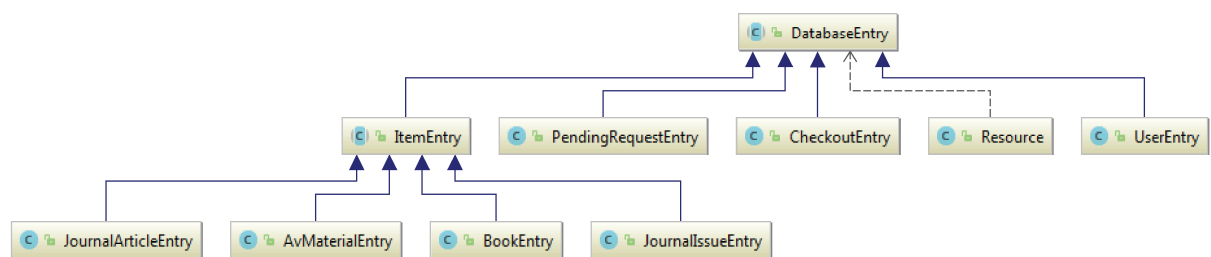 DatabaseEntry
ItemEntry
PendingRequestEntry
CheckoutEntry
Resource
UserEntry
JournalArticleEntry
AvMaterialEntry
BookEntry
JournalIssueEntry